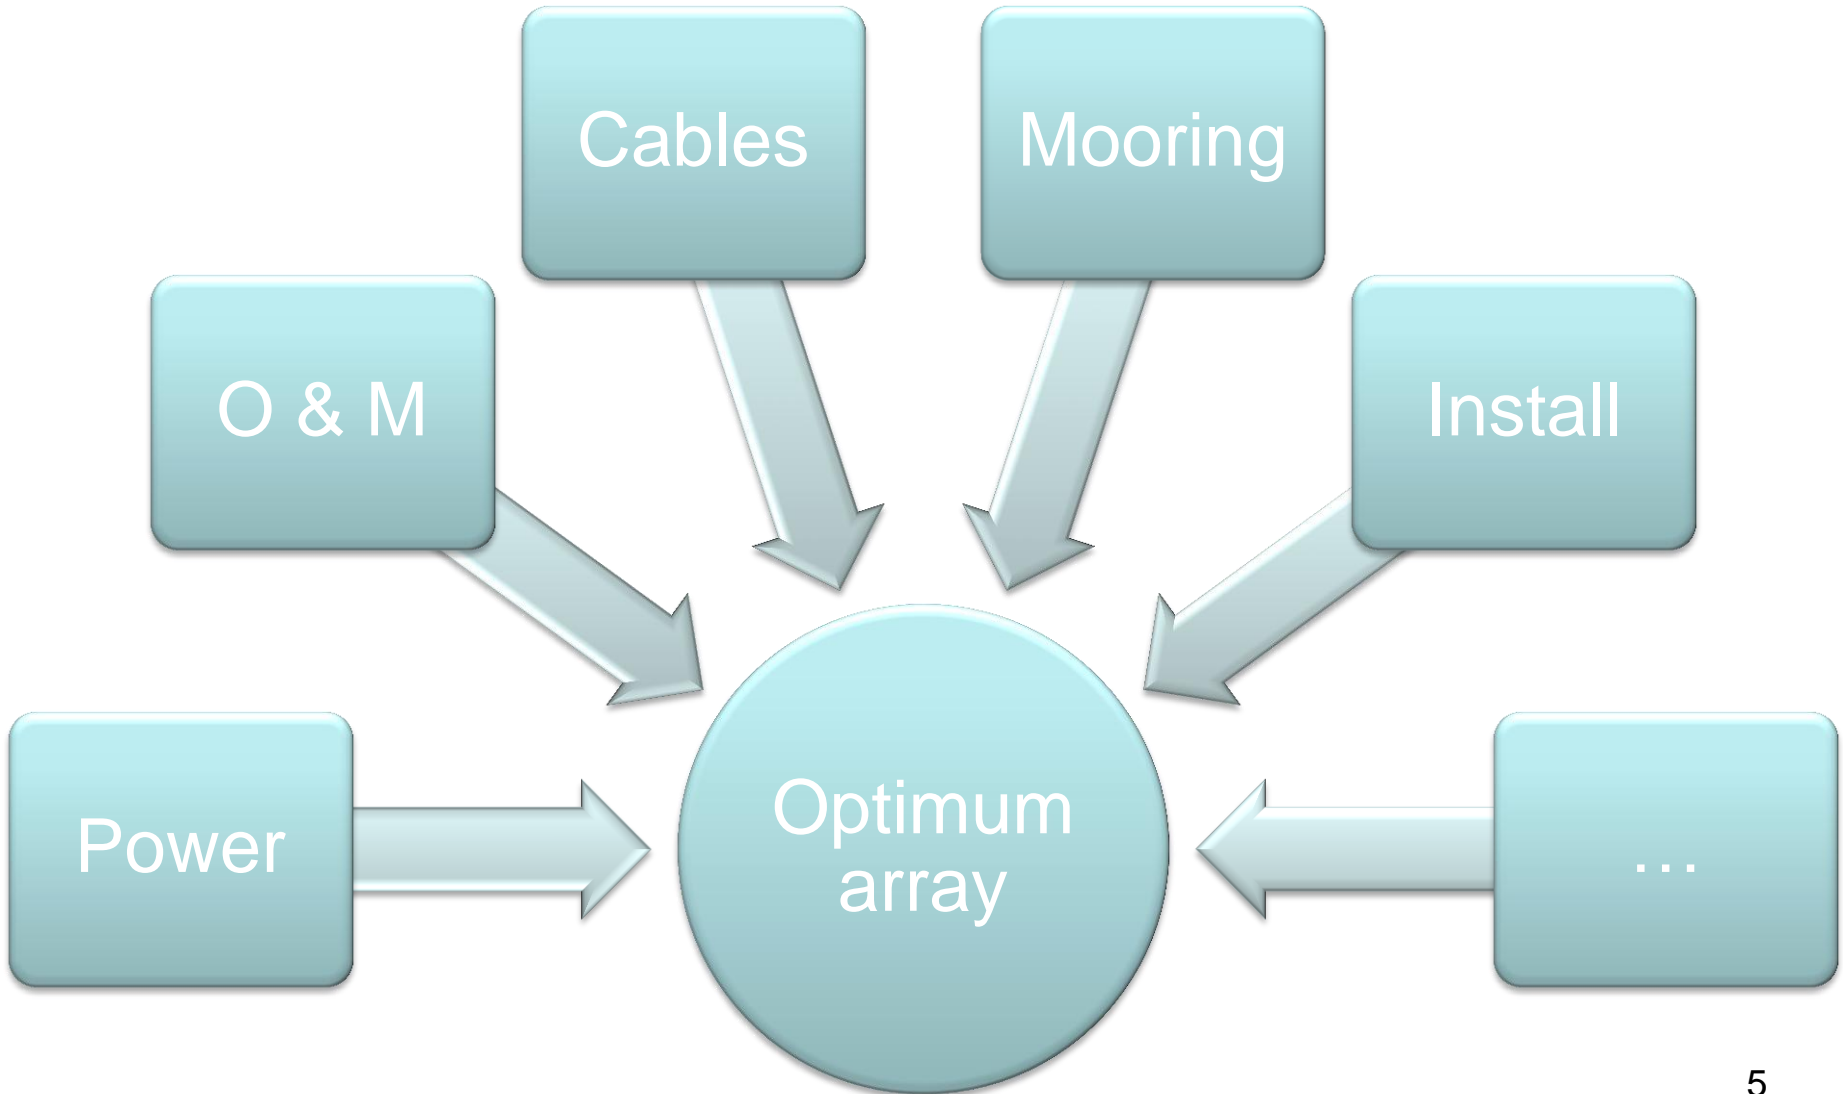 Cables
Mooring
O & M
Install
Power
Optimum
array
…
5